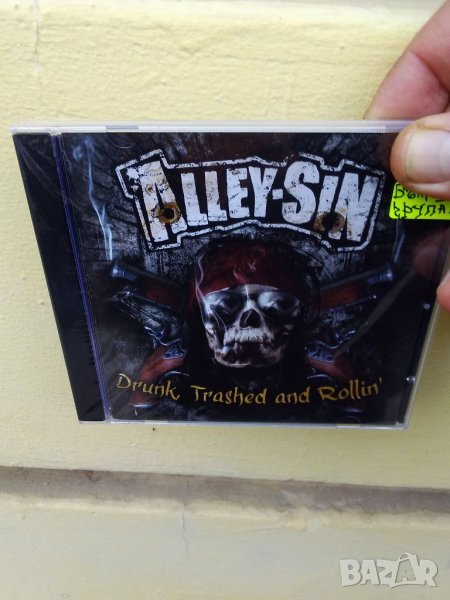 ALLEY-SIN
Drunk, Trashed and Rollin'
BAZAR